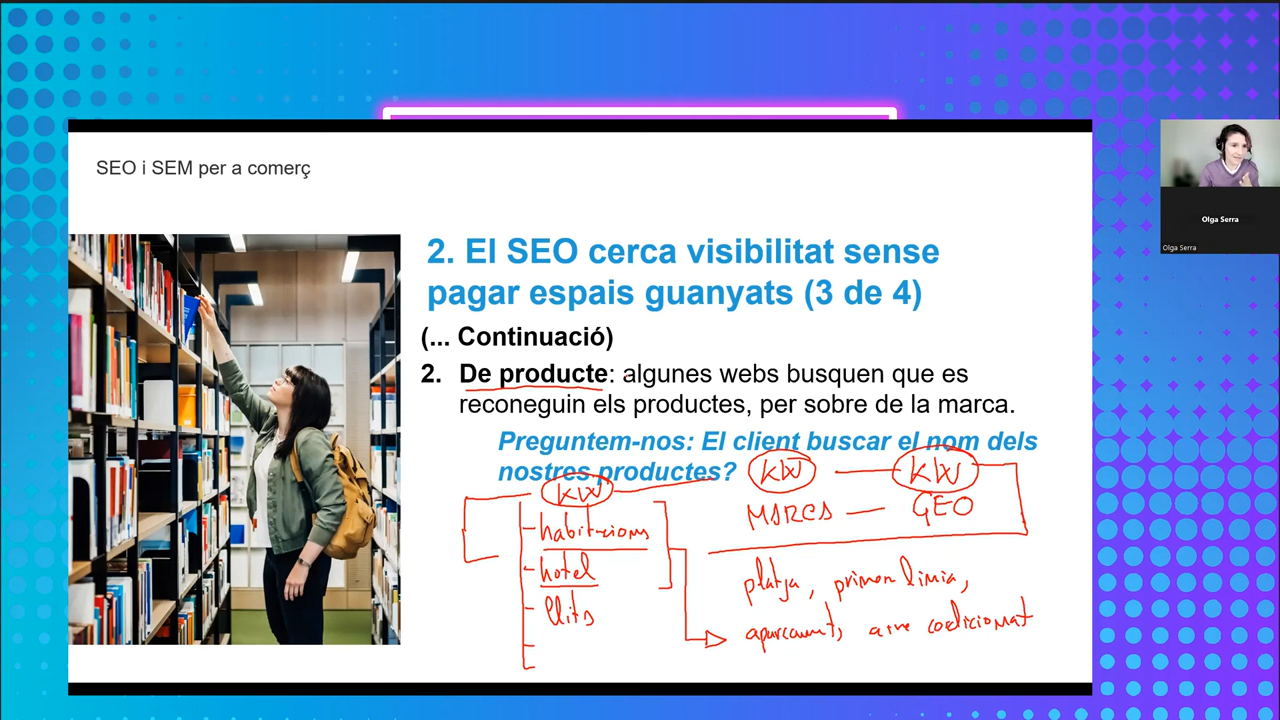 SEO i SEM per a comerç
2. El SEO cerca visibilitat sense
pagar espais guanyats (3 de 4)
(... Continuació)
2. De producte: algunes webs busquen que es
reconeguin els productes, per sobre de la marca.
Preguntem-nos: El client buscar el nom dels
nostres productes?
KW KW KW
MARCA GEO
habitacions
hotel
llits
platja, primera línia,
aparcament, aire condicionat
Olga Serra
Olga Serra